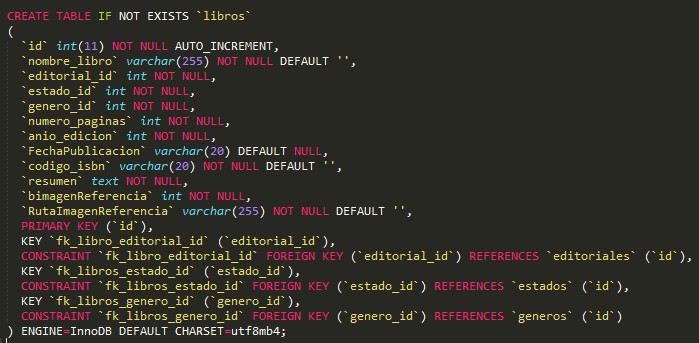 CREATE TABLE IF NOT EXISTS `libros`
(
`id` int(11) NOT NULL AUTO_INCREMENT,
`nombre_libro` varchar(255) NOT NULL DEFAULT '',
`editorial_id` int NOT NULL,
`estado_id` int NOT NULL,
`genero_id` int NOT NULL,
`numero_paginas` int NOT NULL,
`anio_edicion` int NOT NULL,
`FechaPublicacion` varchar(20) DEFAULT NULL,
`codigo_isbn` varchar(20) NOT NULL DEFAULT '',
`resumen` text NOT NULL,
`bimagenReferencia` int NOT NULL,
`RutaImagenReferencia` varchar(255) NOT NULL DEFAULT '',
PRIMARY KEY (`id`),
KEY `fk_libro_editorial_id` (`editorial_id`),
CONSTRAINT `fk_libro_editorial_id` FOREIGN KEY (`editorial_id`) REFERENCES `editoriales` (`id`),
KEY `fk_libros_estado_id` (`estado_id`),
CONSTRAINT `fk_libros_estado_id` FOREIGN KEY (`estado_id`) REFERENCES `estados` (`id`),
KEY `fk_libros_genero_id` (`genero_id`),
CONSTRAINT `fk_libros_genero_id` FOREIGN KEY (`genero_id`) REFERENCES `generos` (`id`)
) ENGINE=InnoDB DEFAULT CHARSET=utf8mb4;